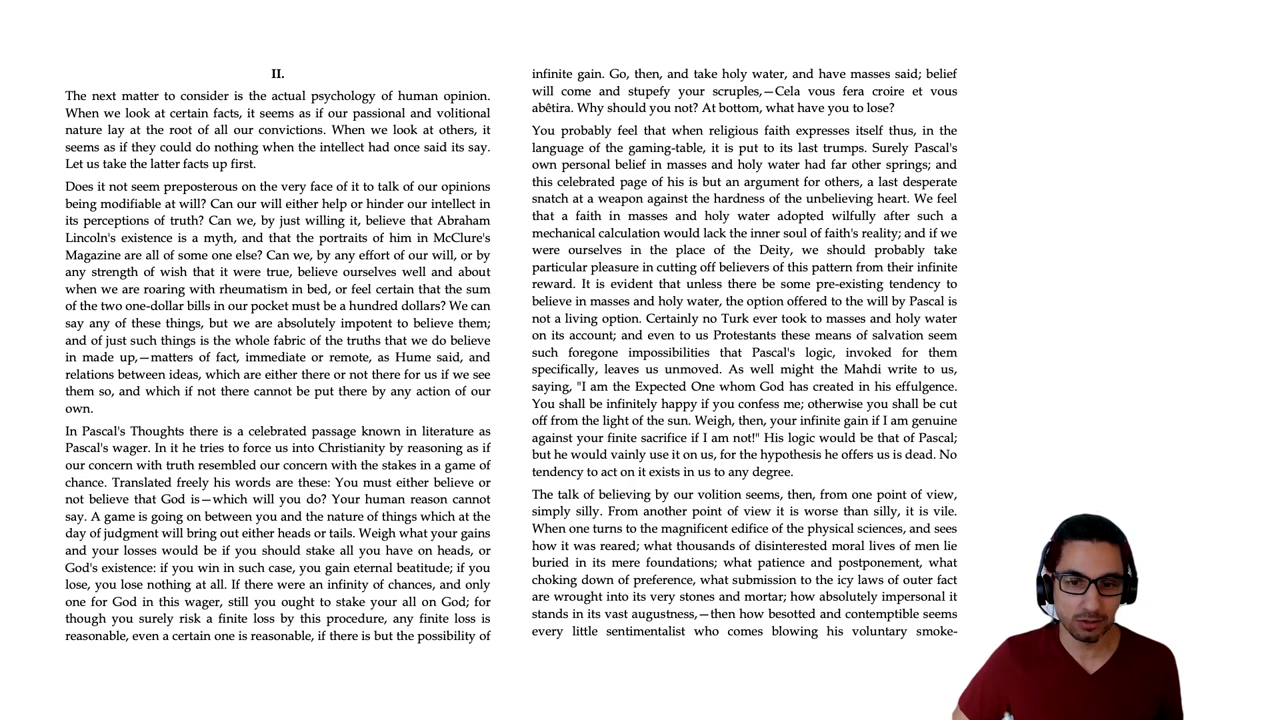 II.
The next matter to consider is the actual psychology of human opinion.
When we look at certain facts, it seems as if our passional and volitional
nature lay at the root of all our convictions. When we look at others, it
seems as if they could do nothing when the intellect had once said its say.
Let us take the latter facts up first.
Does it not seem preposterous on the very face of it to talk of our opinions
being modifiable at will? Can our will either help or hinder our intellect in
its perceptions of truth? Can we, by just willing it, believe that Abraham
Lincoln's existence is a myth, and that the portraits of him in McClure's
Magazine are all of some one else? Can we, by any effort of our will, or by
any strength of wish that it were true, believe ourselves well and about
when we are roaring with rheumatism in bed, or feel certain that the sum
of the two one-dollar bills in our pocket must be a hundred dollars? We can
say any of these things, but we are absolutely impotent to believe them;
and of just such things is the whole fabric of the truths that we do believe
in made up,—matters of fact, immediate or remote, as Hume said, and
relations between ideas, which are either there or not there for us if we see
them so, and which if not there cannot be put there by any action of our
own.
In Pascal's Thoughts there is a celebrated passage known in literature as
Pascal's wager. In it he tries to force us into Christianity by reasoning as if
our concern with truth resembled our concern with the stakes in a game of
chance. Translated freely his words are these: You must either believe or
not believe that God is—which will you do? Your human reason cannot
say. A game is going on between you and the nature of things which at the
day of judgment will bring out either heads or tails. Weigh what your gains
and your losses would be if you should stake all you have on heads, or
God's existence: if you win in such case, you gain eternal beatitude; if you
lose, you lose nothing at all. If there were an infinity of chances, and only
one for God in this wager, still you ought to stake your all on God; for
though you surely risk a finite loss by this procedure, any finite loss is
reasonable, even a certain one is reasonable, if there is but the possibility of
infinite gain. Go, then, and take holy water, and have masses said; belief
will come and stupefy your scruples,—Cela vous fera croire et vous
abêtira. Why should you not? At bottom, what have you to lose?
You probably feel that when religious faith expresses itself thus, in the
language of the gaming-table, it is put to its last trumps. Surely Pascal's
own personal belief in masses and holy water had far other springs; and
this celebrated page of his is but an argument for others, a last desperate
snatch at a weapon against the hardness of the unbelieving heart. We feel
that a faith in masses and holy water adopted wilfully after such a
mechanical calculation would lack the inner soul of faith's reality; and if we
were ourselves in the place of the Deity, we should probably take
particular pleasure in cutting off believers of this pattern from their infinite
reward. It is evident that unless there be some pre-existing tendency to
believe in masses and holy water, the option offered to the will by Pascal is
not a living option. Certainly no Turk ever took to masses and holy water
on its account; and even to us Protestants these means of salvation seem
such foregone impossibilities that Pascal's logic, invoked for them
specifically, leaves us unmoved. As well might the Mahdi write to us,
saying, "I am the Expected One whom God has created in his effulgence.
You shall be infinitely happy if you confess me; otherwise you shall be cut
off from the light of the sun. Weigh, then, your infinite gain if I am genuine
against your finite sacrifice if I am not!" His logic would be that of Pascal;
but he would vainly use it on us, for the hypothesis he offers us is dead. No
tendency to act on it exists in us to any degree.
The talk of believing by our volition seems, then, from one point of view,
simply silly. From another point of view it is worse than silly, it is vile.
When one turns to the magnificent edifice of the physical sciences, and sees
how it was reared; what thousands of disinterested moral lives of men lie
buried in its mere foundations; what patience and postponement, what
choking down of preference, what submission to the icy laws of outer fact
are wrought into its very stones and mortar; how absolutely impersonal it
stands in its vast augustness,—then how besotted and contemptible seems
every little sentimentalist who comes blowing his voluntary smoke-